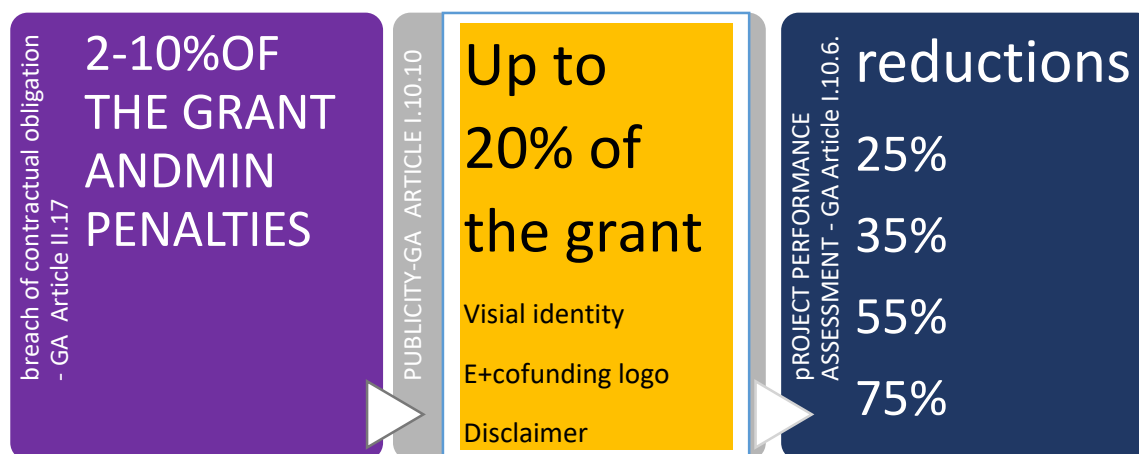 breach of contractual obligation
- GA Article II.17
2-10%OF
THE GRANT
ANDMIN
PENALTIES
PUBLICITY-GA ARTICLE I.10.10
Up to
20% of
the grant
Visial identity
E+cofunding logo
Disclaimer
pROJECT PERFORMANCE
ASSESSMENT - GA Article I.10.6.
reductions
25%
35%
55%
75%